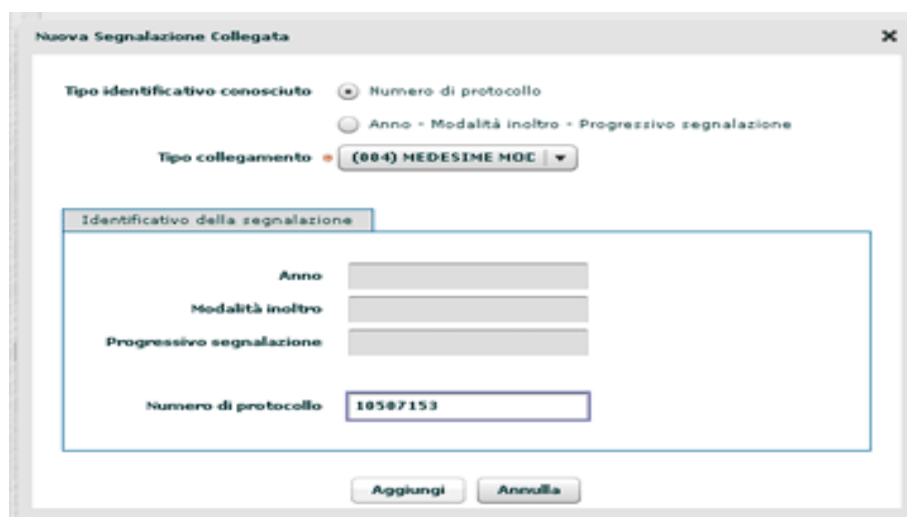 Nuova Segnalazione Collegata
Tipo identificativo conosciuto Numero di protocollo
Anno - Modalità inoltro - Progressivo segnalazione
Tipo collegamento (004) MEDESIME MOD
Identificativo della segnalazione
Anno
Modalità inoltro
Progressivo segnalazione
Numero di protocollo 10507153
Aggiungi Annulla